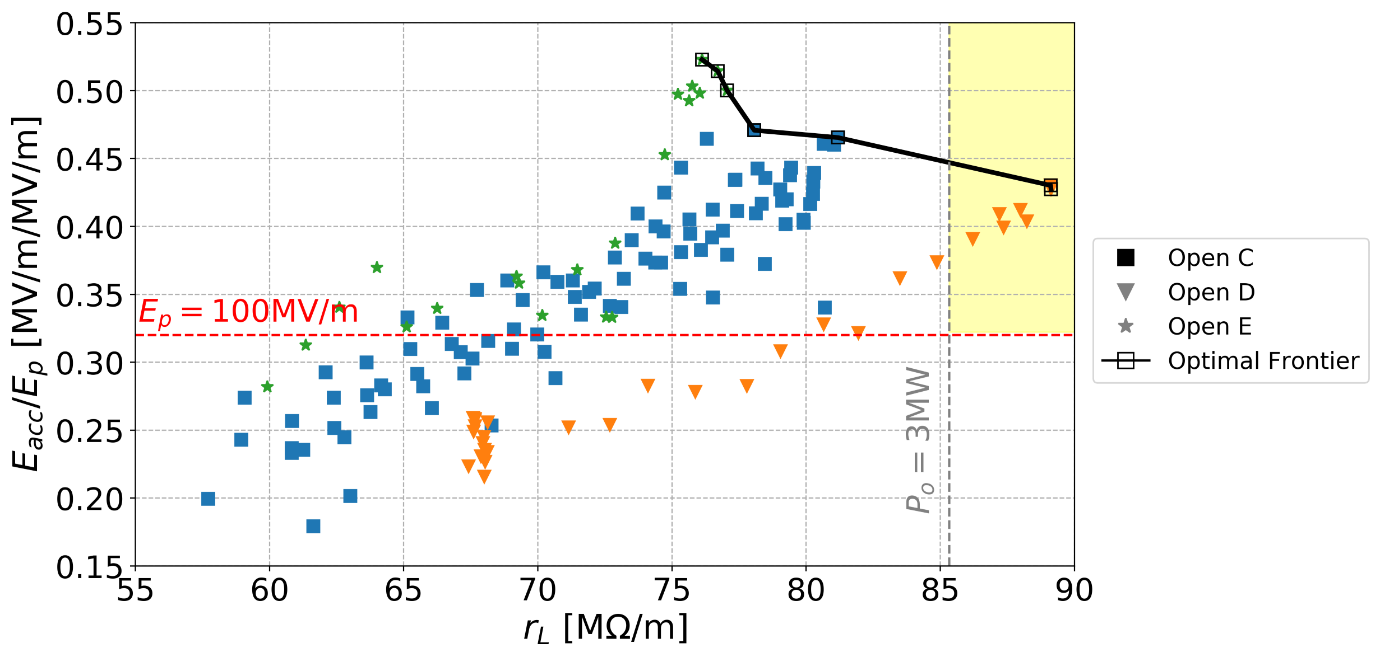 0.55
0.50
0.45
0.40
0.35
0.30
0.25
0.20
0.15
E_acc/E_p [MV/m/MV/m]
E_p = 100MV/m
P_o = 3MW
55 60 65 70 75 80 85 90
r_L [MΩ/m]
Open C
Open D
Open E
Optimal Frontier